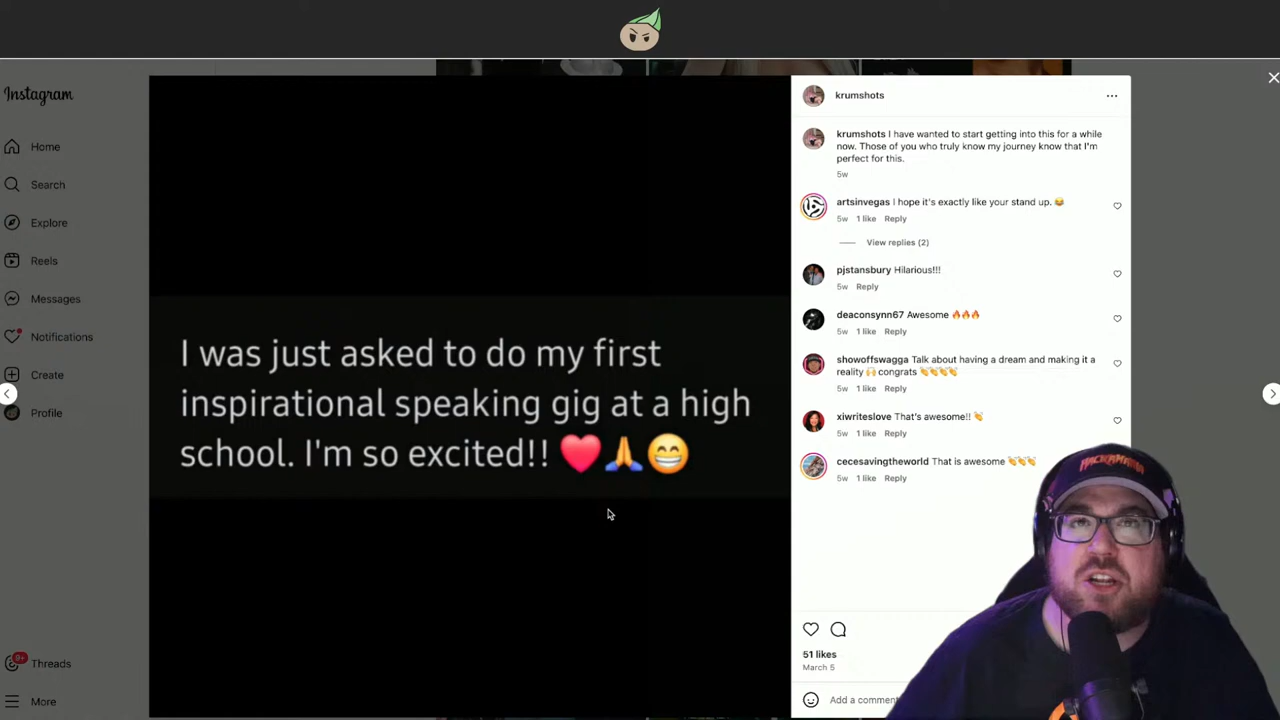 Instagram
Home
Search
Explore
Reels
Messages
Notifications
Create
Profile
9+
Threads
More
I was just asked to do my first
inspirational speaking gig at a high
school. I'm so excited!! ❤️🙏😁
krumshots
krumshots I have wanted to start getting into this for a while
now. Those of you who truly know my journey know that I'm
perfect for this.
5w
artsinvegas I hope it's exactly like your stand up. 😂
5w 1 like Reply
View replies (2)
pjstansbury Hilarious!!!
5w Reply
deaconsynn67 Awesome 🔥🔥🔥
5w 1 like Reply
showoffswagga Talk about having a dream and making it a
reality 🙌 congrats 👏👏👏👏
5w 1 like Reply
xiwriteslove That's awesome!! 👏
5w 1 like Reply
cecesavingtheworld That is awesome 👏👏👏
5w 1 like Reply
51 likes
March 5
Add a commen
HACKAMANIA